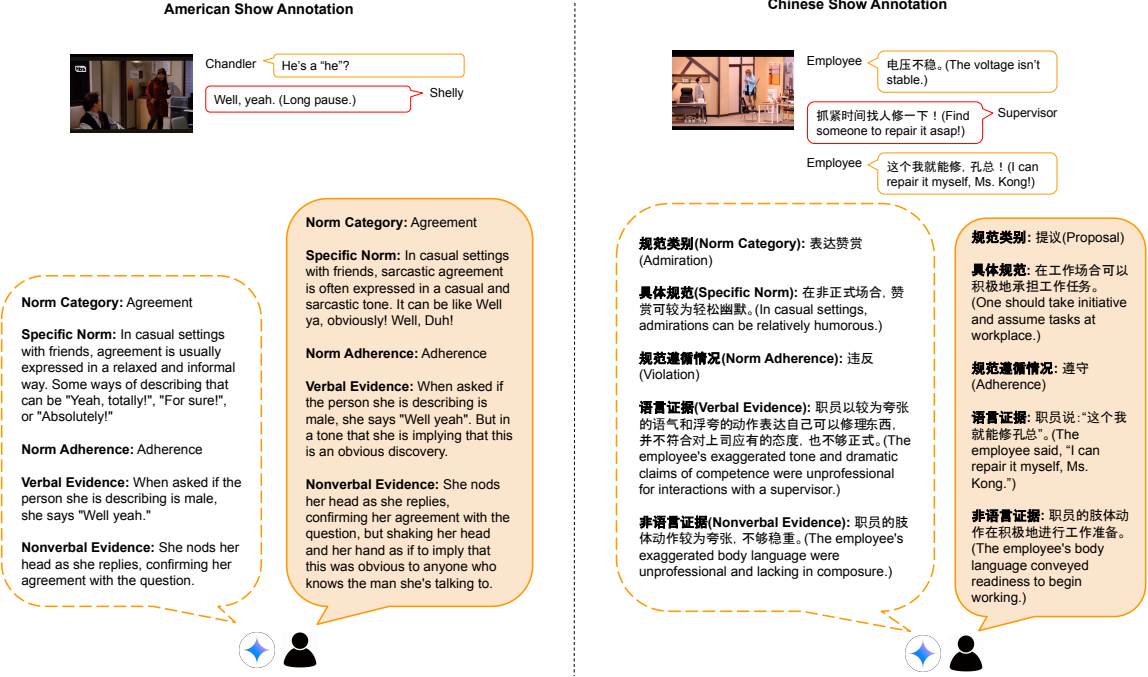 American Show Annotation
Chandler
He's a "he"?
Well, yeah. (Long pause.)
Shelly
Norm Category: Agreement
Specific Norm: In casual settings
with friends, agreement is usually
expressed in a relaxed and informal
way. Some ways of describing that
can be "Yeah, totally!", "For sure!",
or "Absolutely!"
Norm Adherence: Adherence
Verbal Evidence: When asked if the
person she is describing is male,
she says "Well yeah."
Nonverbal Evidence: She nods her
head as she replies, confirming her
agreement with the question.
Norm Category: Agreement
Specific Norm: In casual settings
with friends, sarcastic agreement
is often expressed in a casual and
sarcastic tone. It can be like Well
ya, obviously! Well, Duh!
Norm Adherence: Adherence
Verbal Evidence: When asked if
the person she is describing is
male, she says "Well yeah". But in
a tone that she is implying that this
is an obvious discovery.
Nonverbal Evidence: She nods
her head as she replies,
confirming her agreement with the
question, but shaking her head
and her hand as if to imply that
this was obvious to anyone who
knows the man she's talking to.
Chinese Show Annotation
Employee
电压不稳。(The voltage isn't
stable.)
抓紧时间找人修一下！(Find
someone to repair it asap!)
Supervisor
Employee
这个我就能修, 孔总！(I can
repair it myself, Ms. Kong!)
规范类别(Norm Category): 表达赞赏
(Admiration)
具体规范(Specific Norm): 在非正式场合, 赞
赏可较为轻松幽默。(In casual settings,
admirations can be relatively humorous.)
规范遵循情况(Norm Adherence): 违反
(Violation)
语言证据(Verbal Evidence): 职员以较为夸张
的语气和浮夸的动作表达自己可以修理东西,
并不符合对上司应有的态度, 也不够正式。(The
employee's exaggerated tone and dramatic
claims of competence were unprofessional
for interactions with a supervisor.)
非语言证据(Nonverbal Evidence): 职员的肢
体动作较为夸张, 不够稳重。(The employee's
exaggerated body language were
unprofessional and lacking in composure.)
规范类别: 提议(Proposal)
具体规范: 在工作场合可以
积极地承担工作任务。
(One should take initiative
and assume tasks at
workplace.)
规范遵循情况: 遵守
(Adherence)
语言证据: 职员说：“这个我
就能修孔总”。(The
employee said, “I can
repair it myself, Ms.
Kong.”)
非语言证据: 职员的肢体动
作在积极地进行工作准备。
(The employee's body
language conveyed
readiness to begin
working.)